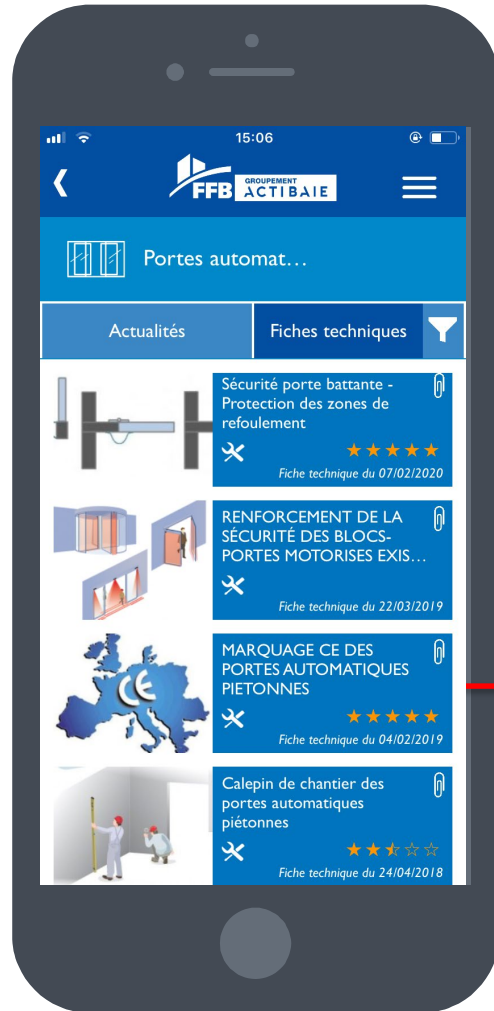 15:06
FFB GROUPEMENT
ACTIBAIE
Portes automat...
Actualités
Fiches techniques
Sécurité porte battante -
Protection des zones de
refoulement
Fiche technique du 07/02/2020
RENFORCEMENT DE LA
SÉCURITÉ DES BLOCS-
PORTES MOTORISES EXIS...
Fiche technique du 22/03/2019
CE
MARQUAGE CE DES
PORTES AUTOMATIQUES
PIETONNES
Fiche technique du 04/02/2019
Calepin de chantier des
portes automatiques
piétonnes
Fiche technique du 24/04/2018